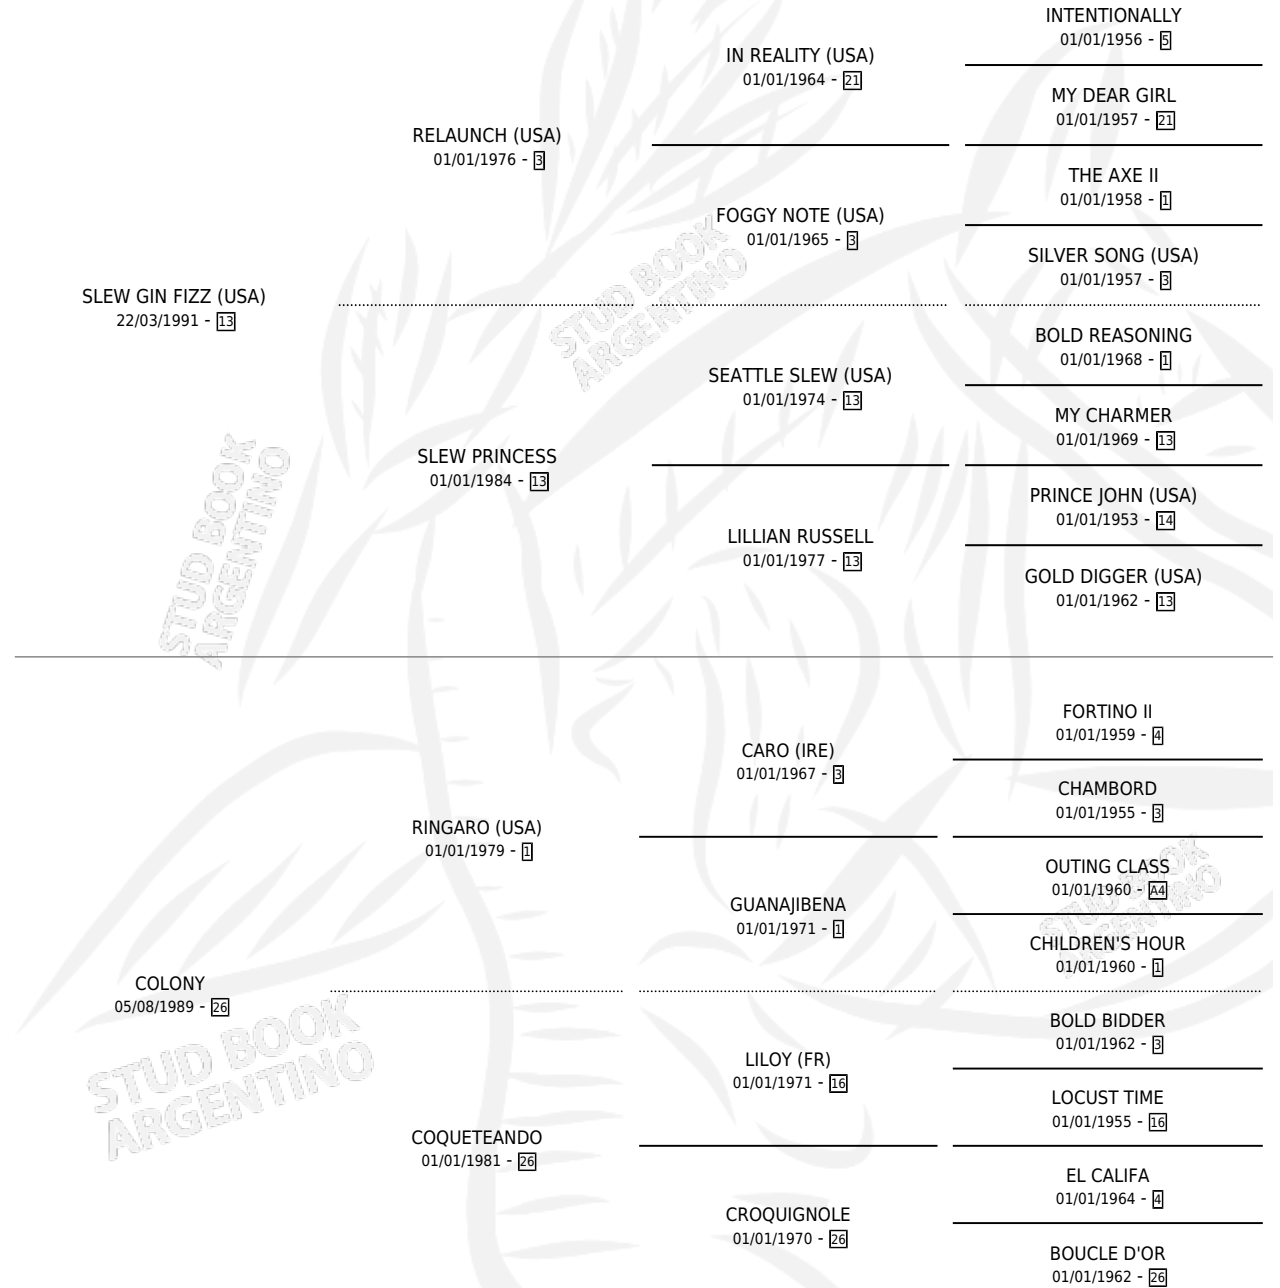 INTENTIONALLY
01/01/1956 - 5
IN REALITY (USA)
01/01/1964 - 21
MY DEAR GIRL
01/01/1957 - 21
RELAUNCH (USA)
01/01/1976 - 3
THE AXE II
01/01/1958 - 1
FOGGY NOTE (USA)
01/01/1965 - 3
SILVER SONG (USA)
01/01/1957 - 3
SLEW GIN FIZZ (USA)
22/03/1991 - 13
BOLD REASONING
01/01/1968 - 1
SEATTLE SLEW (USA)
01/01/1974 - 13
MY CHARMER
01/01/1969 - 13
SLEW PRINCESS
01/01/1984 - 13
PRINCE JOHN (USA)
01/01/1953 - 14
LILLIAN RUSSELL
01/01/1977 - 13
GOLD DIGGER (USA)
01/01/1962 - 13
FORTINO II
01/01/1959 - 4
CARO (IRE)
01/01/1967 - 3
CHAMBORD
01/01/1955 - 3
RINGARO (USA)
01/01/1979 - 1
OUTING CLASS
01/01/1960 - A4
GUANAJIBENA
01/01/1971 - 1
CHILDREN'S HOUR
01/01/1960 - 1
COLONY
05/08/1989 - 26
BOLD BIDDER
01/01/1962 - 3
LILOY (FR)
01/01/1971 - 16
LOCUST TIME
01/01/1955 - 16
COQUETEANDO
01/01/1981 - 26
EL CALIFA
01/01/1964 - 4
CROQUIGNOLE
01/01/1970 - 26
BOUCLE D'OR
01/01/1962 - 26
STUD BOOK
ARGENTINO
STUD BOOK
ARGENTINO
STUD BOOK
ARGENTINO
STUD BOOK
ARGENTINO